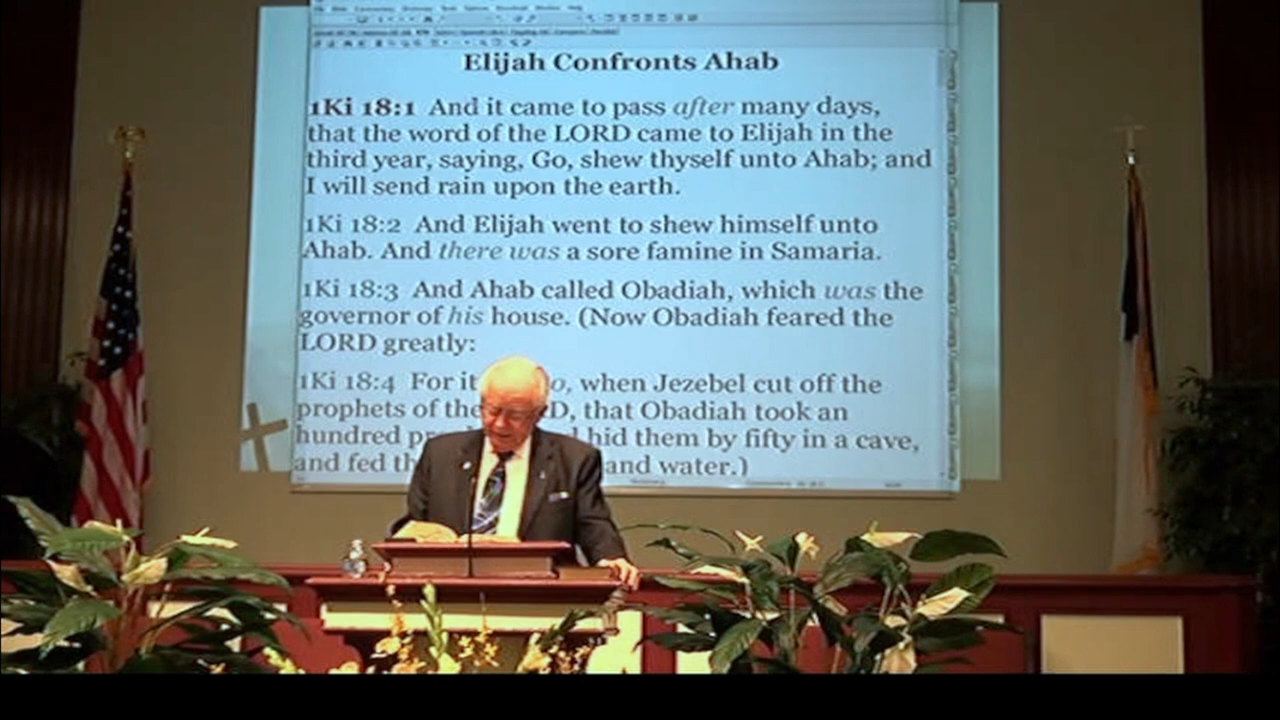 Elijah Confronts Ahab
1Ki 18:1 And it came to pass after many days,
that the word of the LORD came to Elijah in the
third year, saying, Go, shew thyself unto Ahab; and
I will send rain upon the earth.
1Ki 18:2 And Elijah went to shew himself unto
Ahab. And there was a sore famine in Samaria.
1Ki 18:3 And Ahab called Obadiah, which was the
governor of his house. (Now Obadiah feared the
LORD greatly:
1Ki 18:4 For it o, when Jezebel cut off the
prophets of the D, that Obadiah took an
hundred hid them by fifty in a cave,
and fed and water.)